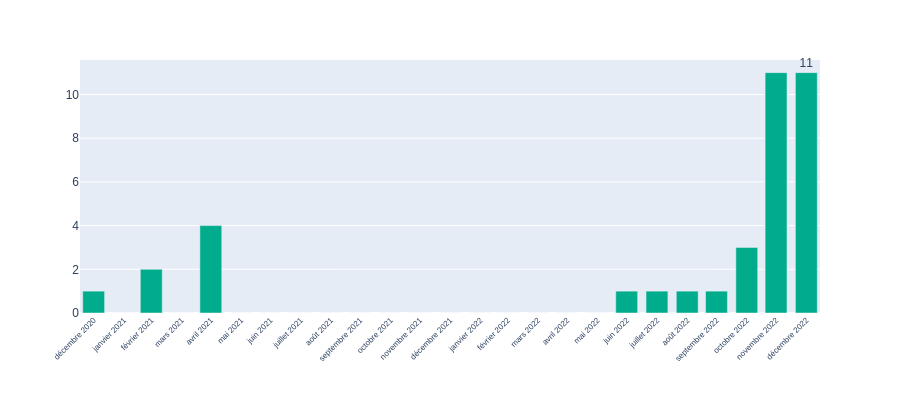 11
10
8
6
4
2
0
décembre 2020
janvier 2021
février 2021
mars 2021
avril 2021
mai 2021
juin 2021
juillet 2021
août 2021
septembre 2021
octobre 2021
novembre 2021
décembre 2021
janvier 2022
février 2022
mars 2022
avril 2022
mai 2022
juin 2022
juillet 2022
août 2022
septembre 2022
octobre 2022
novembre 2022
décembre 2022